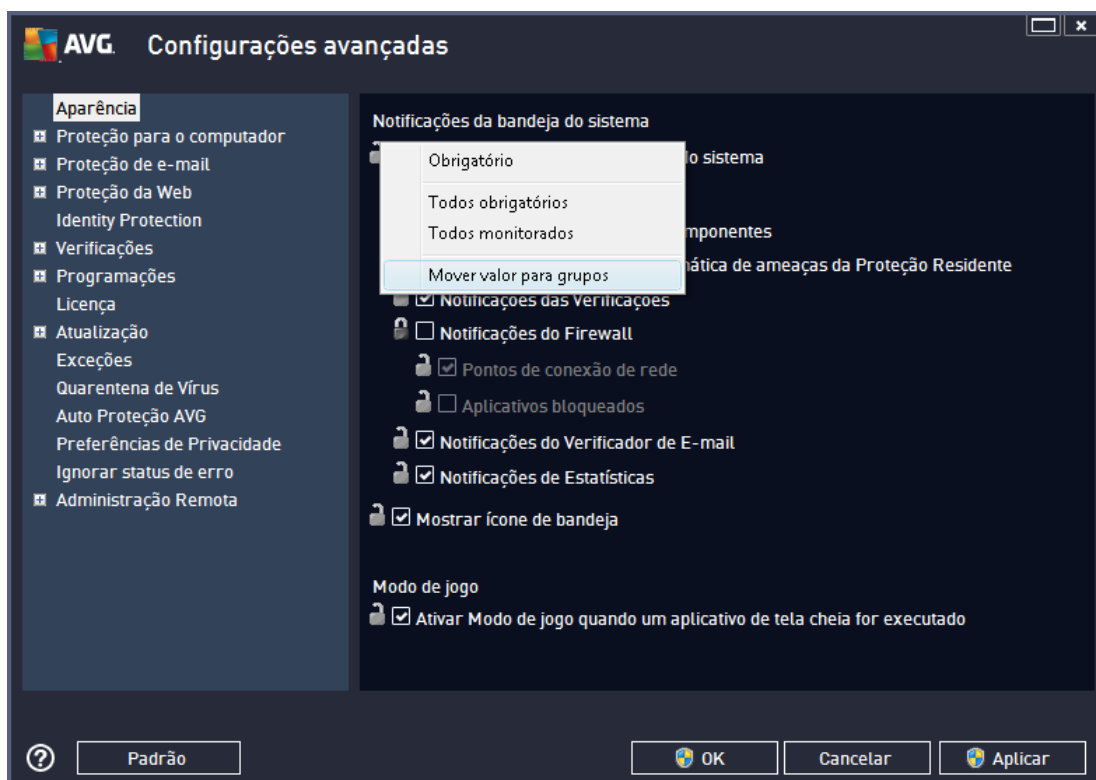 AVG. Configurações avançadas
Aparência
Proteção para o computador
Proteção de e-mail
Proteção da Web
Identity Protection
Verificações
Programações
Licença
Atualização
Exceções
Quarentena de Vírus
Auto Proteção AVG
Preferências de Privacidade
Ignorar status de erro
Administração Remota
Notificações da bandeja do sistema
do sistema
Obrigatório
Todos obrigatórios
Todos monitorados
Mover valor para grupos
mponentes
de ameaças da Proteção Residente
Notificações das Verificações
Notificações do Firewall
Pontos de conexão de rede
Aplicativos bloqueados
Notificações do Verificador de E-mail
Notificações de Estatísticas
Mostrar ícone de bandeja
Modo de jogo
Ativar Modo de jogo quando um aplicativo de tela cheia for executado
Padrão
OK
Cancelar
Aplicar